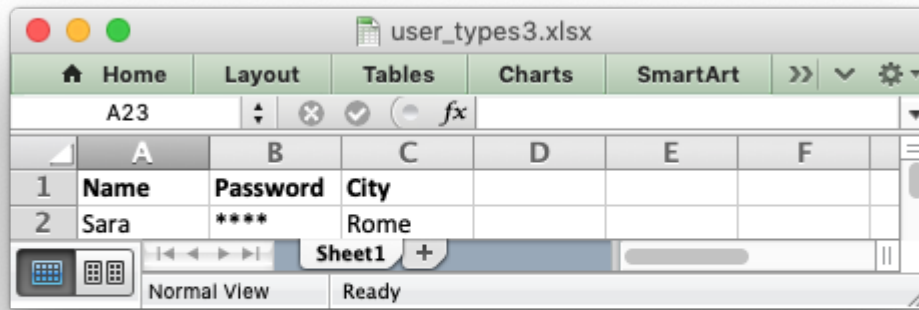 user_types3.xlsx
Home Layout Tables Charts SmartArt
A23 fx
A B C D E F
1 Name Password City
2 Sara **** Rome
Sheet1 +
Normal View Ready